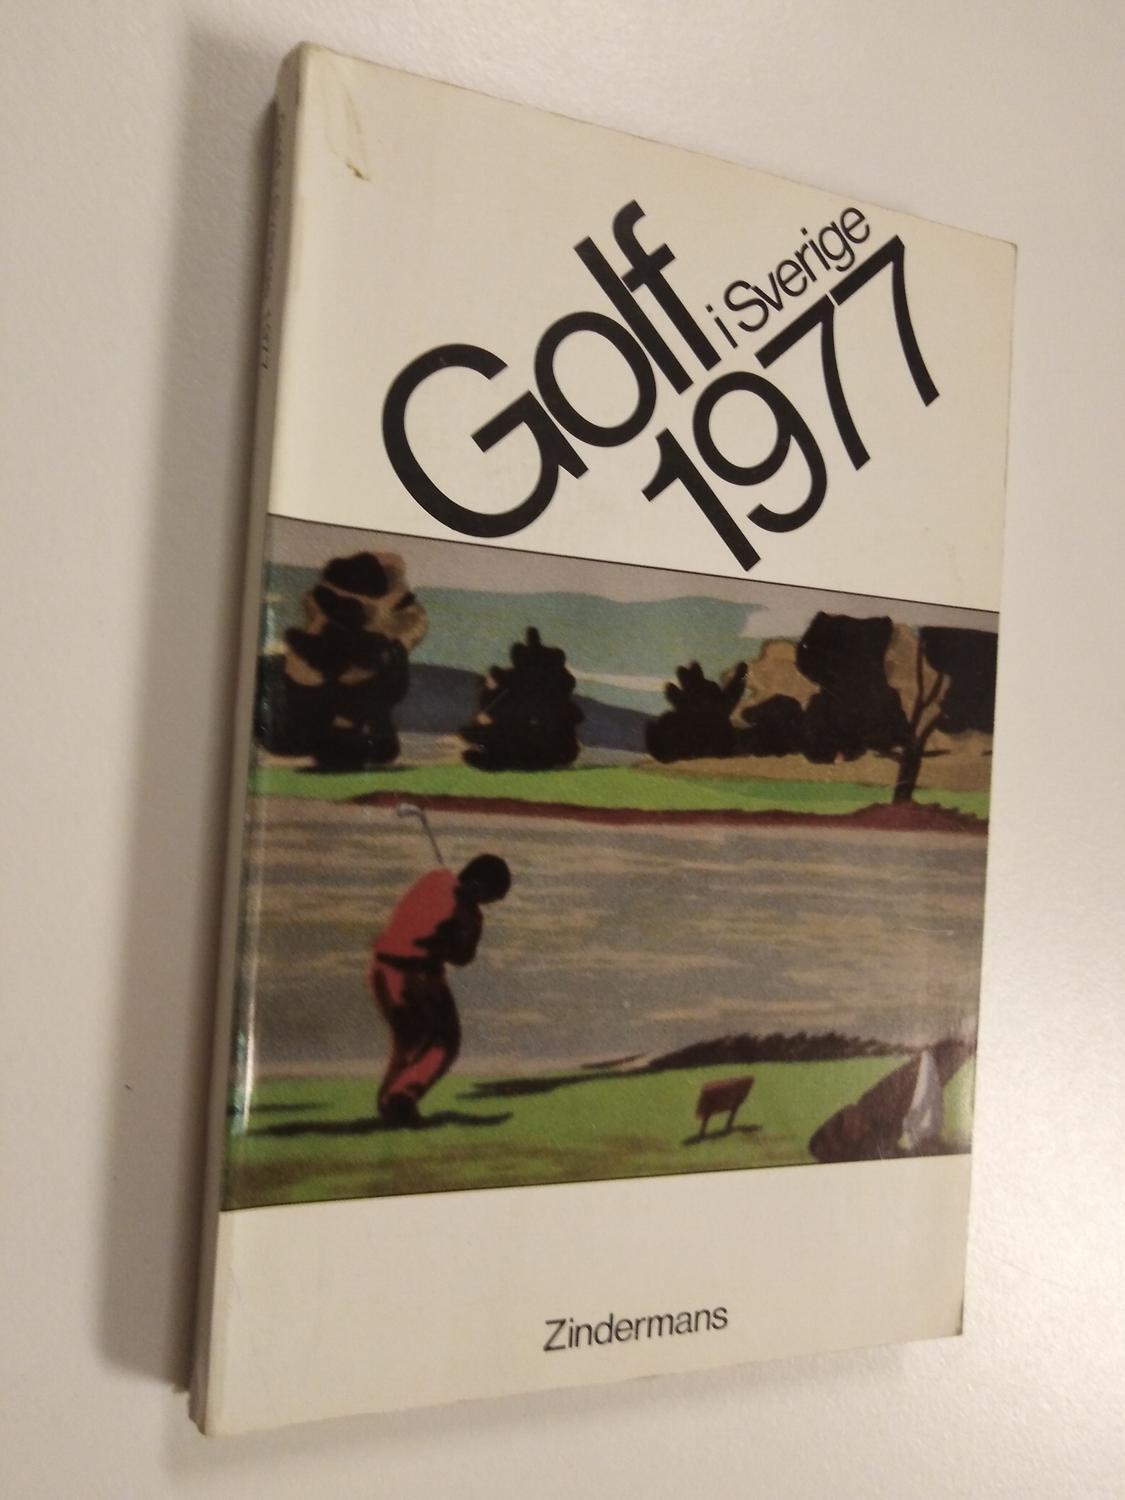 Golf
i Sverige
1977
Zindermans